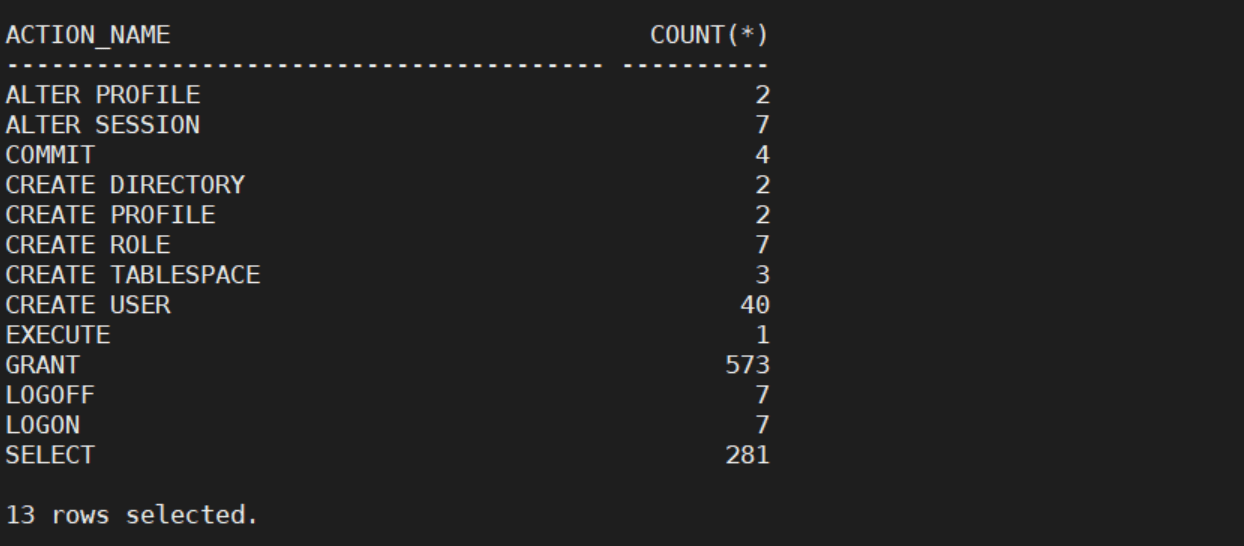 ACTION_NAME                                COUNT(*)
---------------------------------------- ----------
ALTER PROFILE                                     2
ALTER SESSION                                     7
COMMIT                                            4
CREATE DIRECTORY                                  2
CREATE PROFILE                                    2
CREATE ROLE                                       7
CREATE TABLESPACE                                 3
CREATE USER                                      40
EXECUTE                                           1
GRANT                                           573
LOGOFF                                            7
LOGON                                             7
SELECT                                          281
13 rows selected.